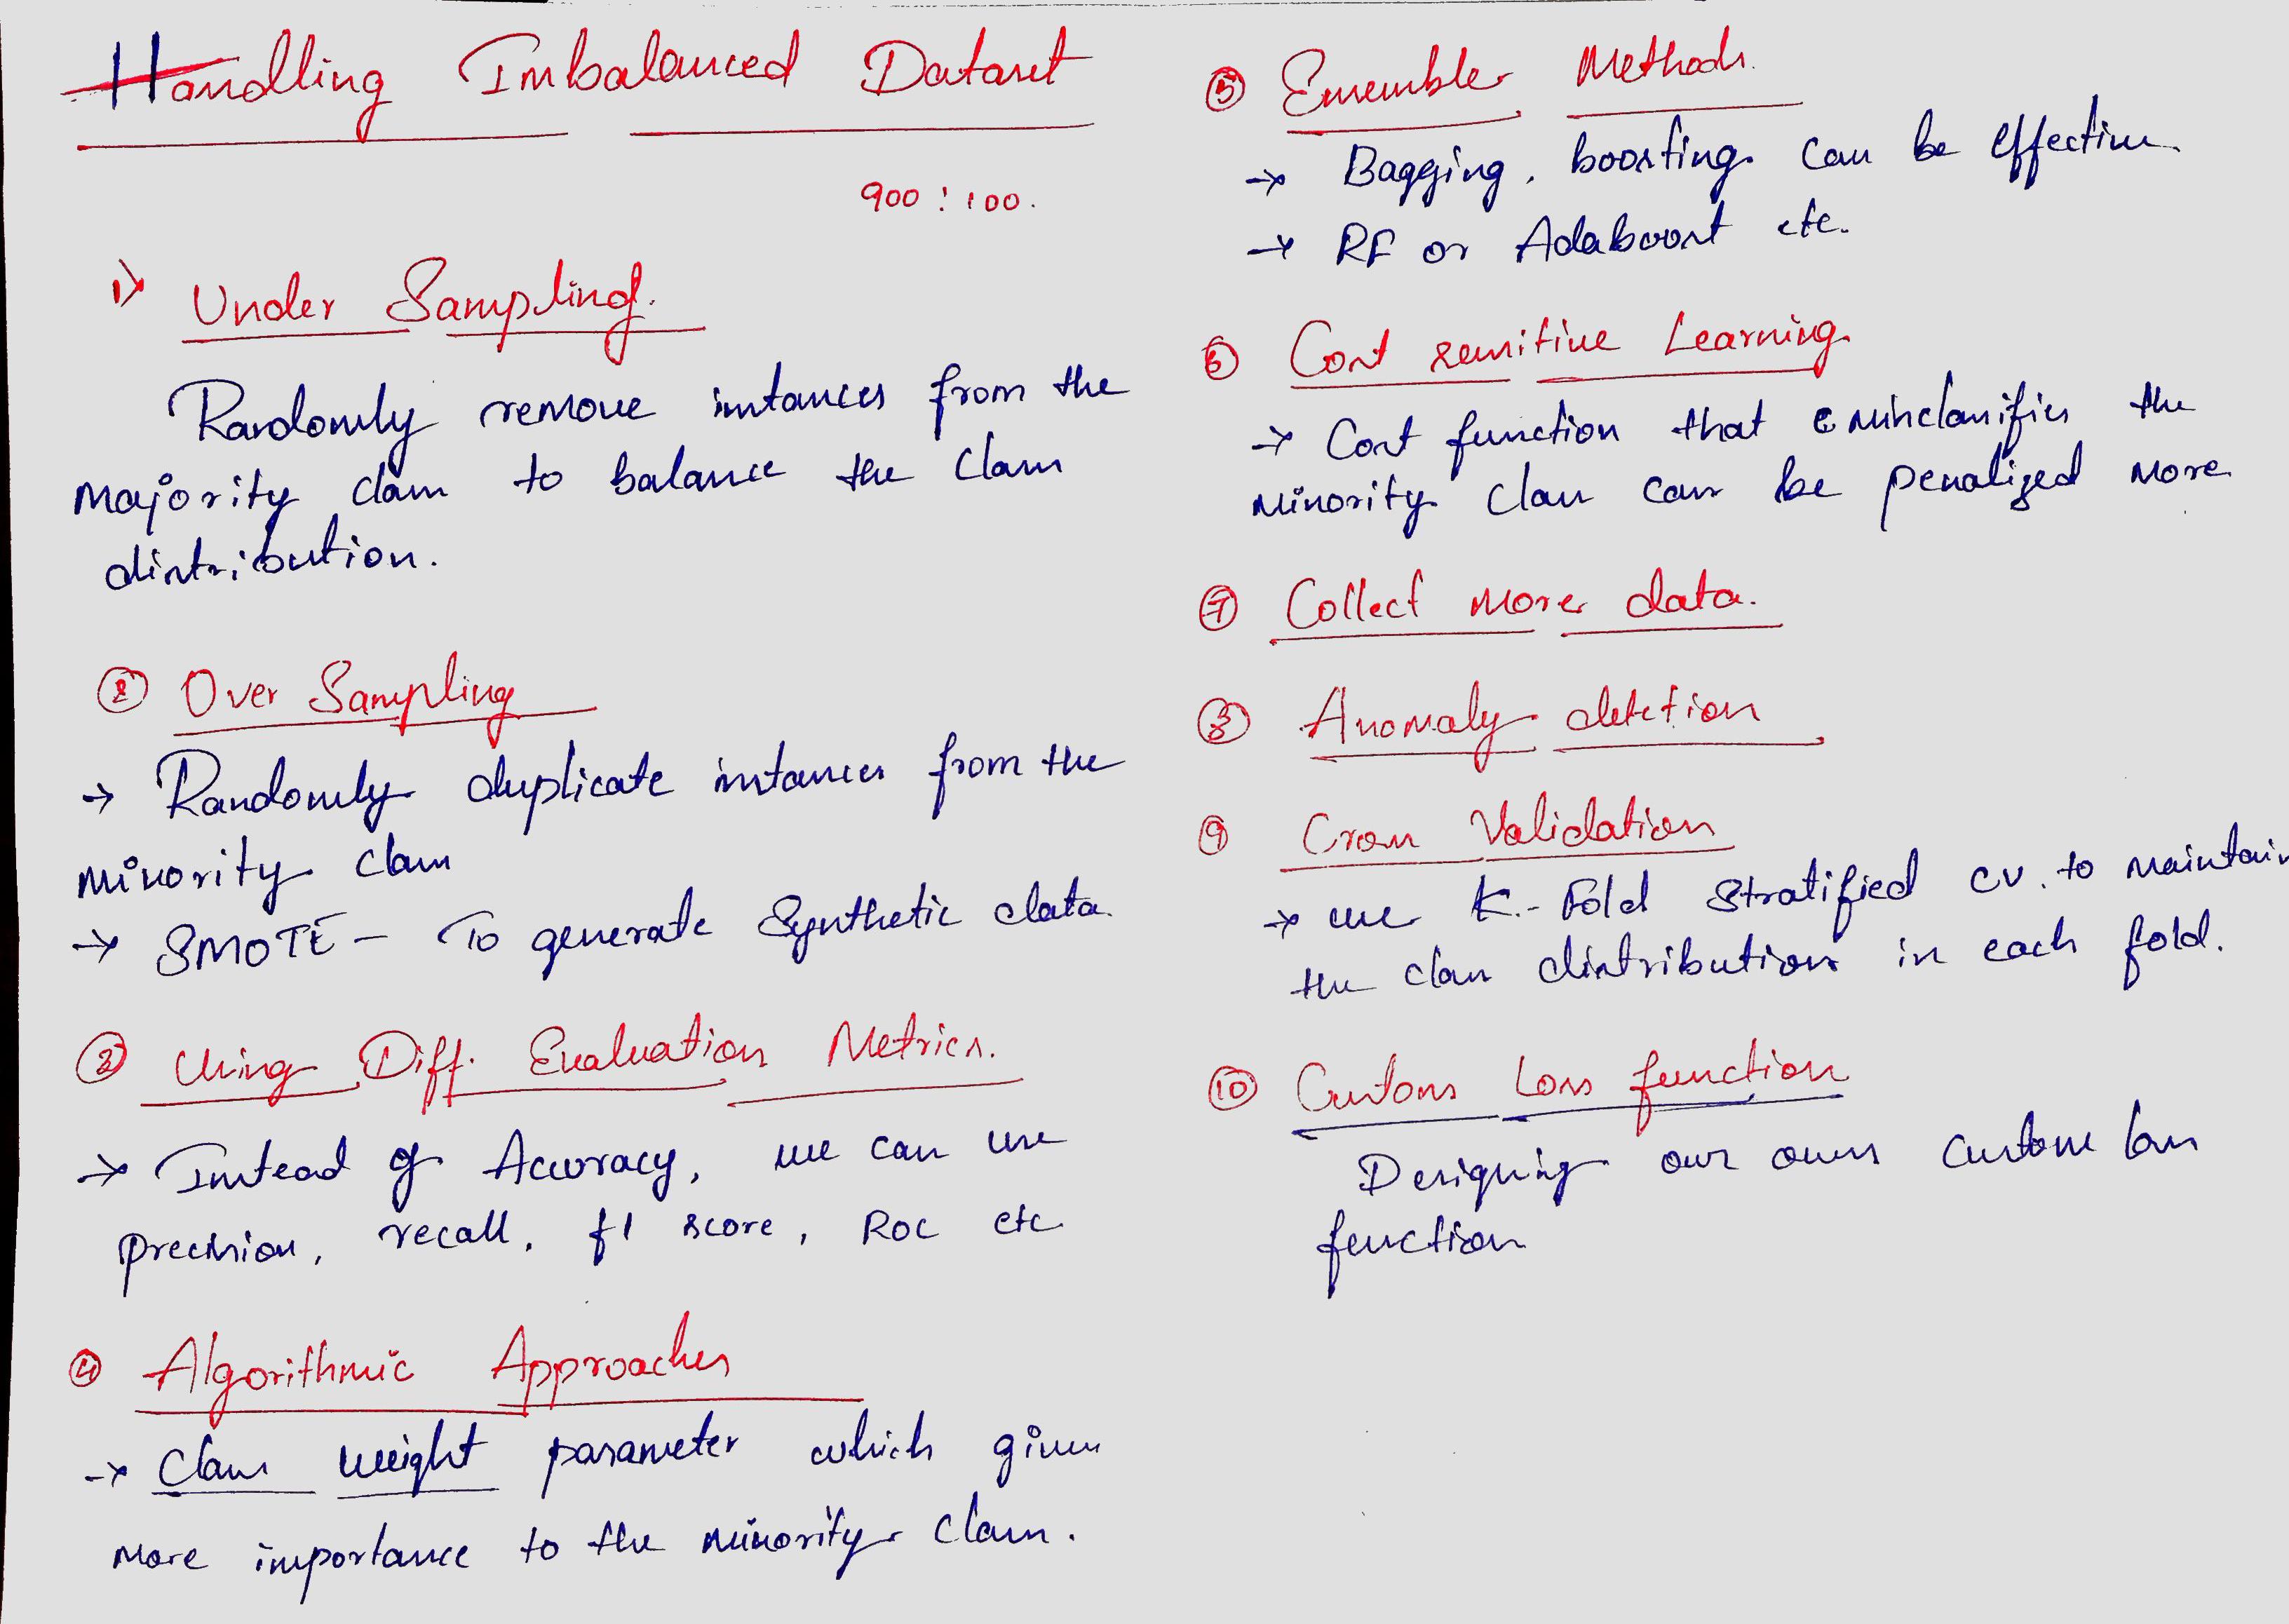 Handling Imbalanced Dataset
900 : 100.
1) Under Sampling.
Randomly remove instances from the
majority class to balance the class
distribution.
② Over Sampling
→ Randomly duplicate instances from the
minority class
→ SMOTE - To generate Synthetic data.
③ Using Diff. Evaluation Metrics.
→ Instead of Accuracy, we can use
precision, recall, f1 score, ROC etc
④ Algorithmic Approaches
→ Class weight parameter which gives
more importance to the minority class.
⑤ Ensembler Methods.
→ Bagging, boosting can be effective
→ RF or Adaboost etc.
⑥ Cost sensitive Learning
→ Cost function that misclassifies the
minority class can be penalized more
⑦ Collect more data.
⑧ Anomaly detection
⑨ Cross Validation
→ use K-Fold Stratified CV. to maintain
the class distribution in each fold.
⑩ Custom Loss function
Designing our own custom loss
function